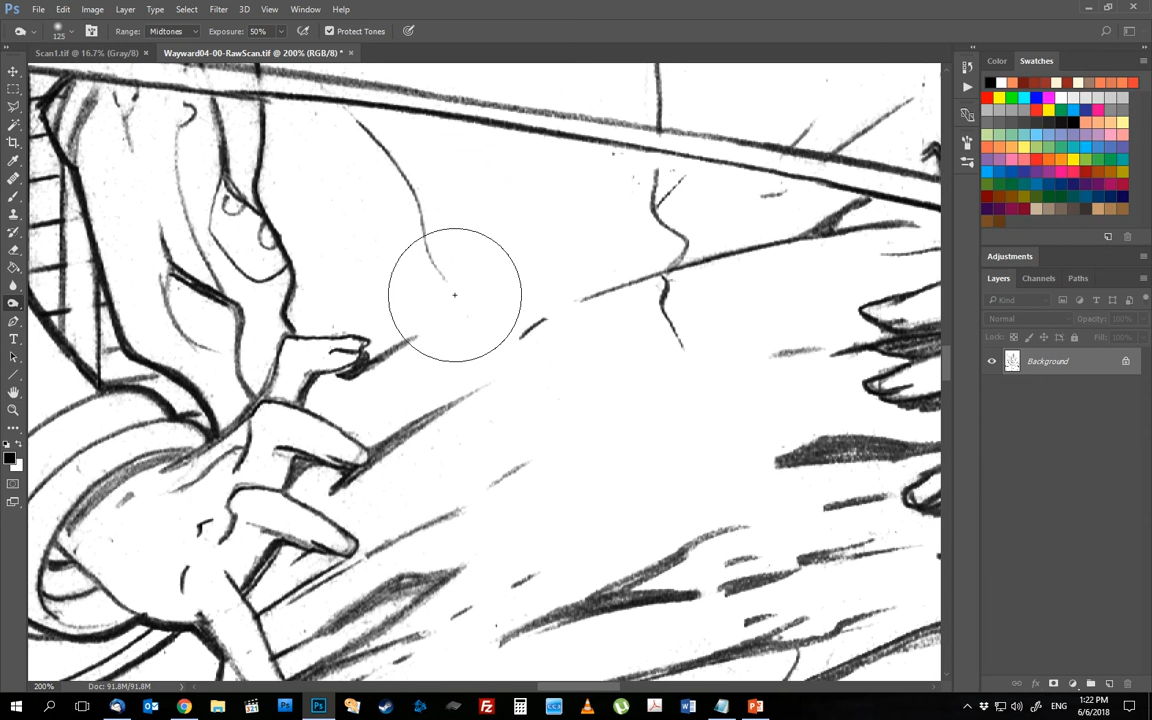 Ps File Edit Image Layer Type Select Filter 3D View Window Help
125 Range: Midtones Exposure: 50% Protect Tones
Scan1.tif @ 16.7% (Gray/8) × Wayward04-00-RawScan.tif @ 200% (RGB/8) * ×
Color Swatches
Adjustments
Layers Channels Paths
Kind
Normal Opacity: 100%
Lock: Fill: 100%
Background
200% Doc: 91.8M/91.8M
ENG 1:22 PM
6/6/2018